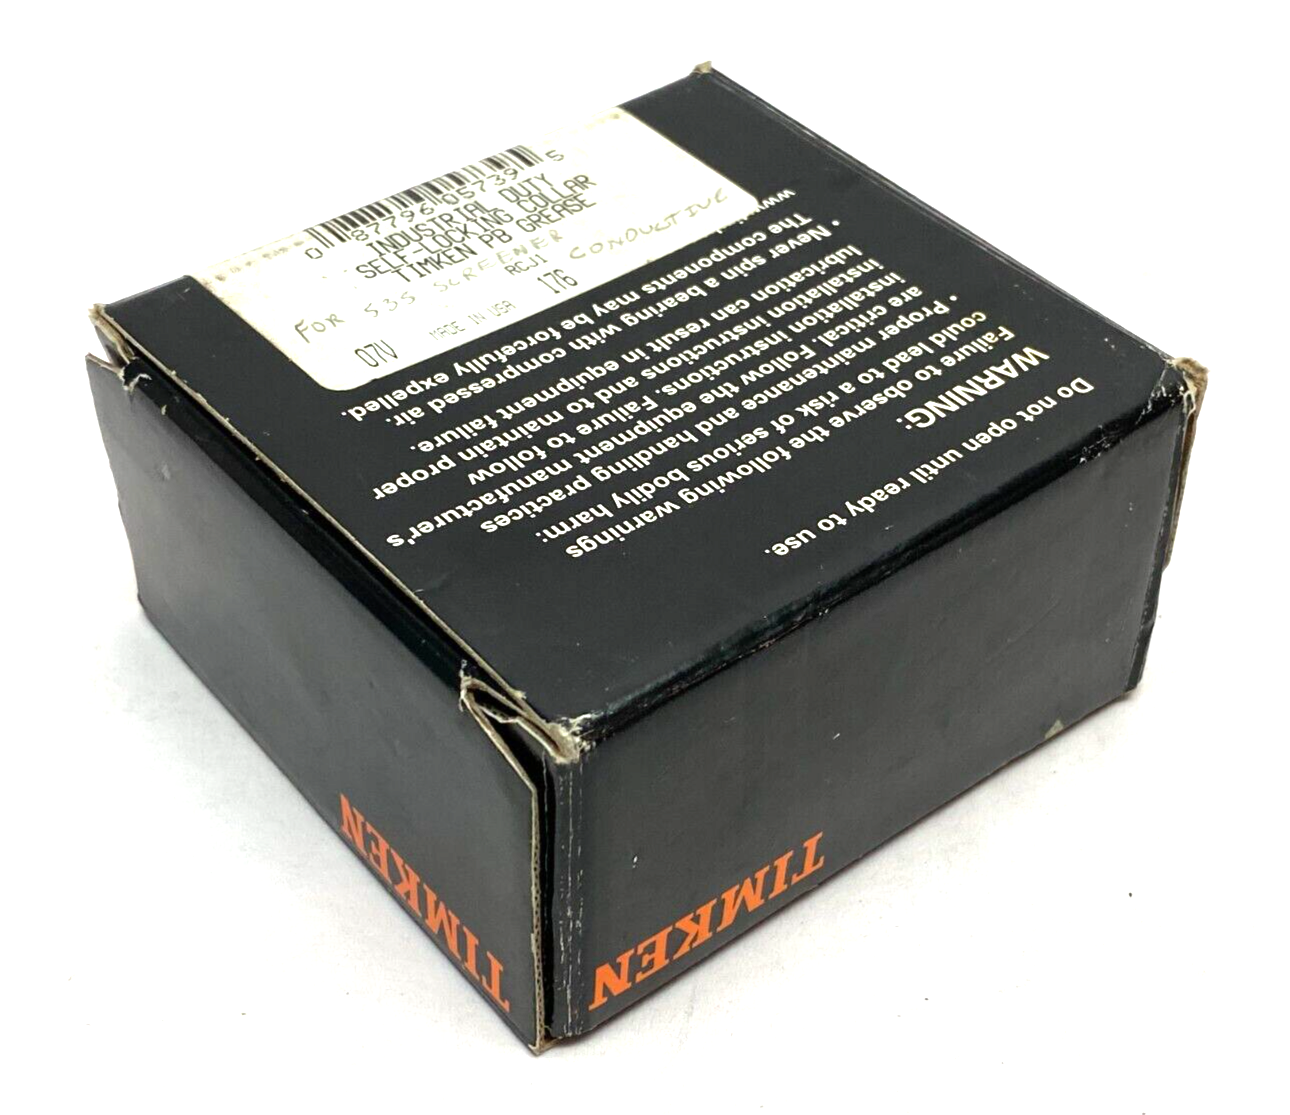 0 87796 05739 5
INDUSTRIAL DUTY
SELF-LOCKING COLLAR
TIMKEN PB GREASE
FOR 535 SCREENER CONDUCTIVE
RCJ1
07V MADE IN USA 176
Do not open until ready to use.
WARNING:
Failure to observe the following warnings
could lead to a risk of serious bodily harm:
• Proper maintenance and handling practices
are critical. Follow the equipment manufacturer's
installation instructions. Failure to follow
installation instructions and to maintain proper
lubrication can result in equipment failure.
• Never spin a bearing with compressed air.
The components may be forcefully expelled.
TIMKEN
TIMKEN